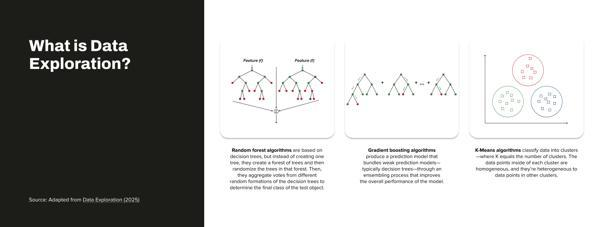 What is Data
Exploration?
Source: Adapted from Data Exploration (2025)
Feature (f) Feature (f)
Random forest algorithms are based on
decision trees, but instead of creating one
tree, they create a forest of trees and then
randomize the trees in that forest. Then,
they aggregate votes from different
random formations of the decision trees to
determine the final class of the test object.
+ + ... +
Gradient boosting algorithms
produce a prediction model that
bundles weak prediction models—
typically decision trees—through an
ensembling process that improves
the overall performance of the model.
K-Means algorithms classify data into clusters
—where K equals the number of clusters. The
data points inside of each cluster are
homogeneous, and they're heterogeneous to
data points in other clusters.